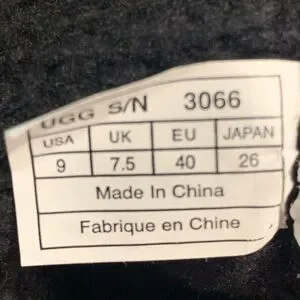 UGG S/N 3066
USA UK EU JAPAN
9 7.5 40 26
Made In China
Fabrique en Chine